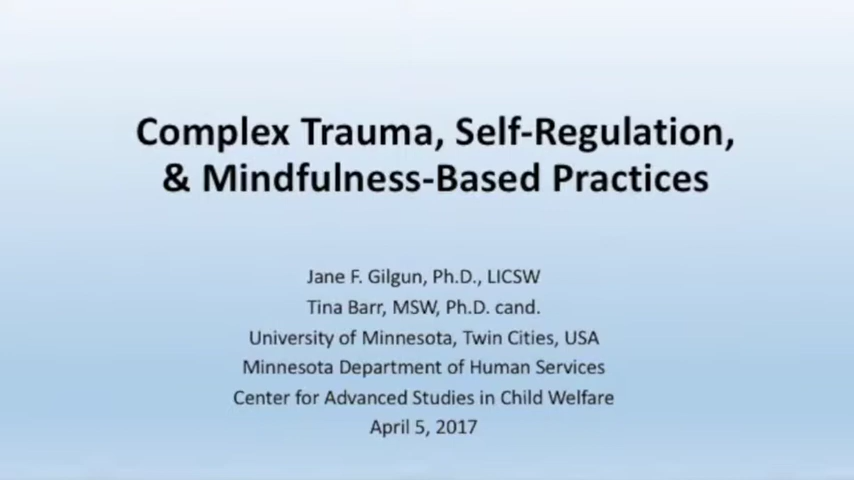 Complex Trauma, Self-Regulation,
& Mindfulness-Based Practices
Jane F. Gilgun, Ph.D., LICSW
Tina Barr, MSW, Ph.D. cand.
University of Minnesota, Twin Cities, USA
Minnesota Department of Human Services
Center for Advanced Studies in Child Welfare
April 5, 2017